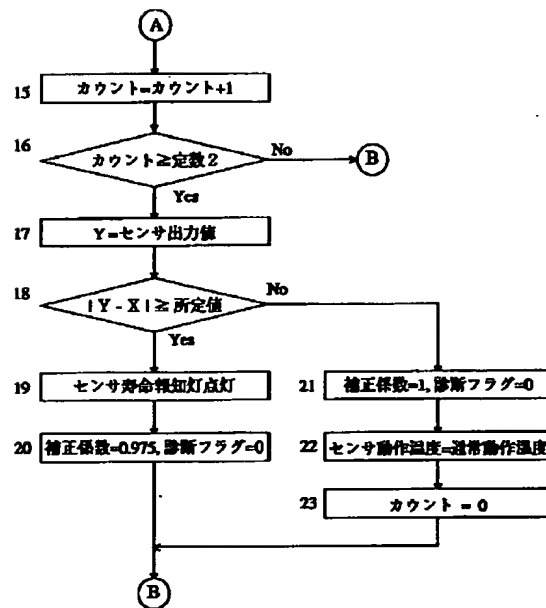 A
15 カウント=カウント+1
16 カウント≧定数2 No B
Yes
17 Y=センサ出力値
18 |Y - X|≧所定値 No
Yes
19 センサ寿命報知灯点灯
21 補正係数=1, 診断フラグ=0
20 補正係数=0.975, 診断フラグ=0
22 センサ動作温度=通常動作温度
23 カウント = 0
B